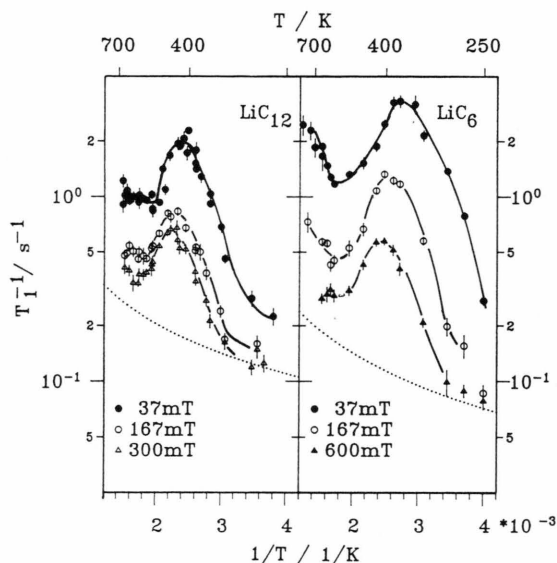 T / K
700 400 700 400 250
LiC12 LiC6
2 2
10^0 10^0
5 5
T1^-1 / s^-1
2 2
10^-1 10^-1
5 5
● 37mT ● 37mT
○ 167mT ○ 167mT
△ 300mT ▲ 600mT
2 3 4 2 3 4 *10^-3
1/T / 1/K